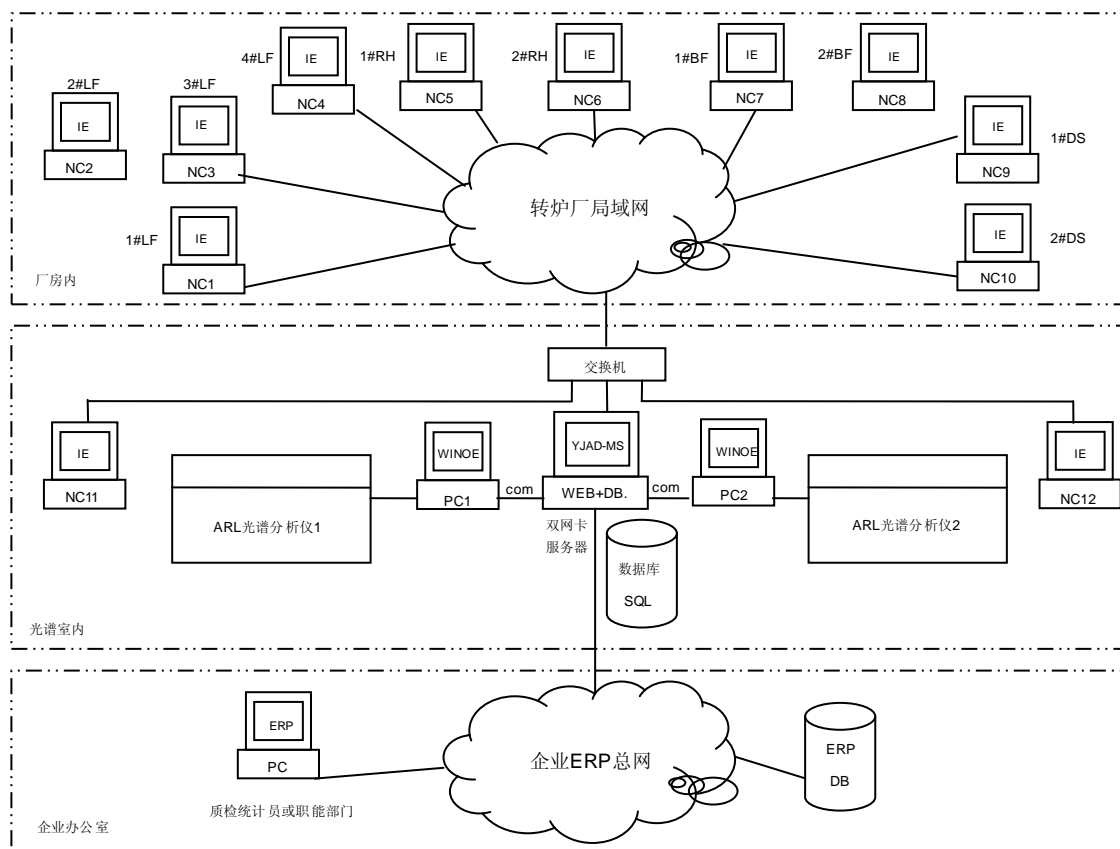 4#LF
1#RH
2#RH
1#BF
2#BF
IE
IE
IE
IE
IE
NC4
NC5
NC6
NC7
NC8
2#LF
3#LF
IE
IE
IE
1#DS
NC2
NC3
NC9
转炉厂局域网
1#LF
IE
IE
2#DS
NC1
NC10
厂房内
交换机
IE
WINOE
YJAD-MS
WINOE
IE
NC11
PC1
com
WEB+DB.
com
PC2
NC12
ARL光谱分析仪1
双网卡
服务器
ARL光谱分析仪2
数据库
SQL
光谱室内
ERP
PC
企业ERP总网
ERP
DB
质检统计员或职能部门
企业办公室